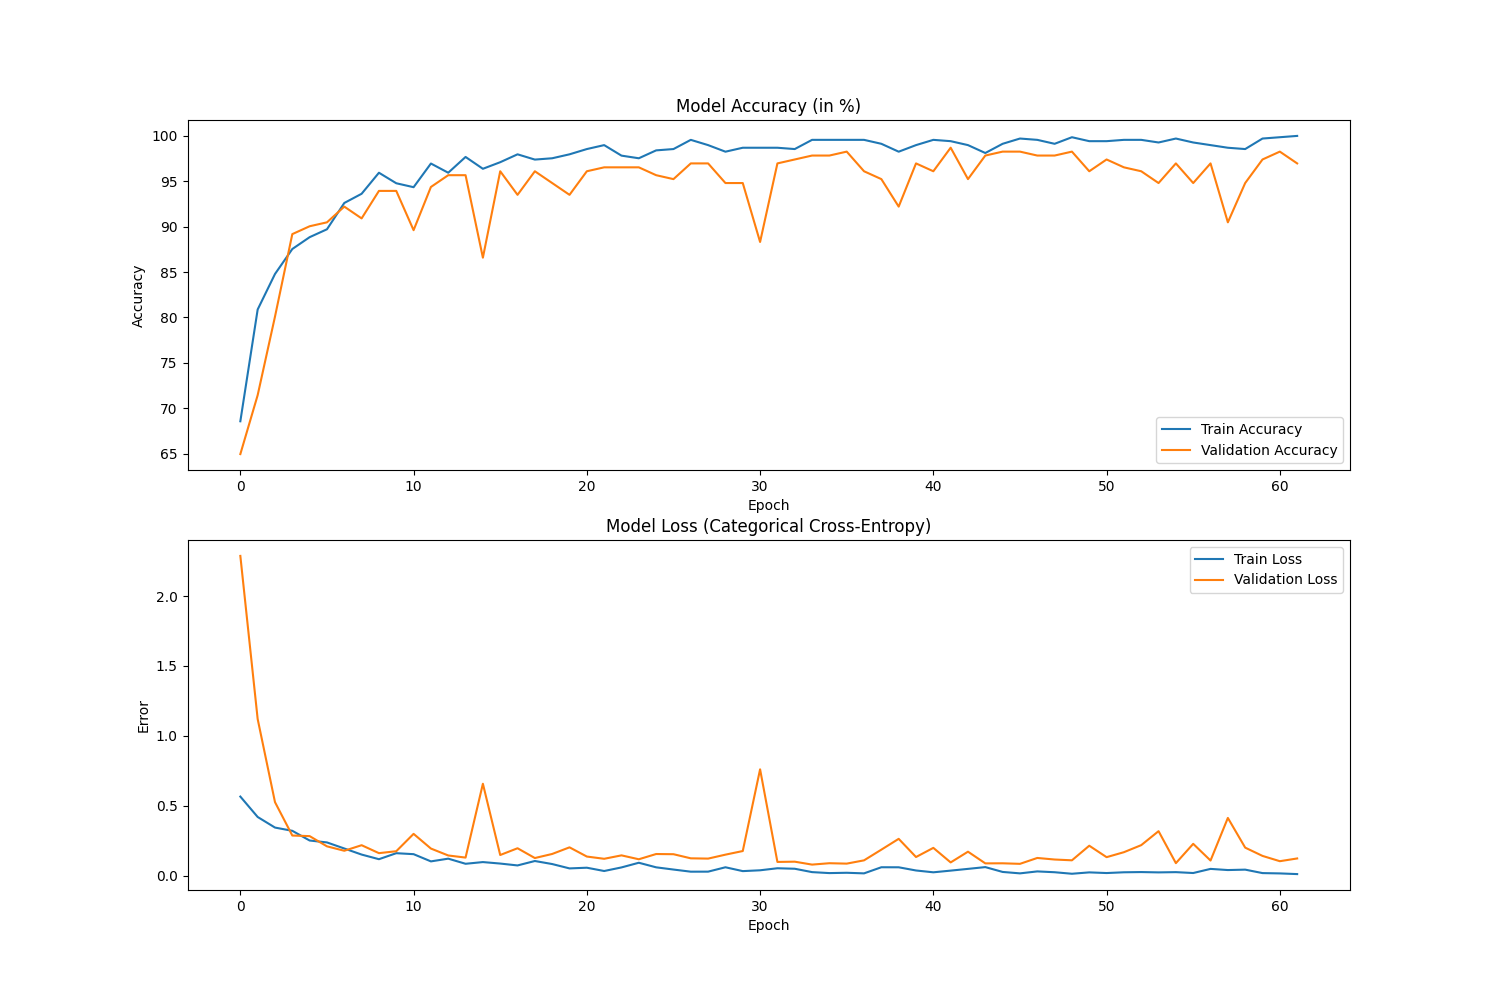 Model Accuracy (in %)
100
95
90
85
80
75
70
65
Accuracy
Train Accuracy
Validation Accuracy
0 10 20 30 40 50 60
Epoch
Model Loss (Categorical Cross-Entropy)
Train Loss
Validation Loss
2.0
1.5
1.0
0.5
0.0
Error
0 10 20 30 40 50 60
Epoch